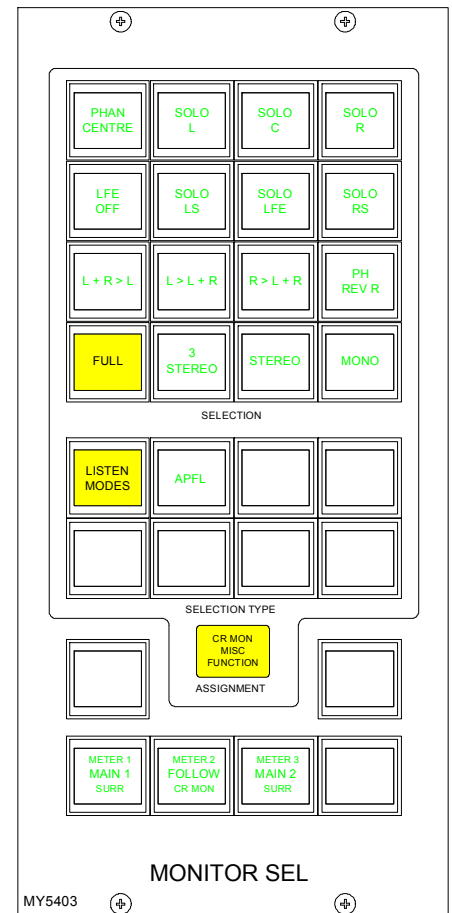 PHAN
CENTRE
SOLO
L
SOLO
C
SOLO
R
LFE
OFF
SOLO
LS
SOLO
LFE
SOLO
RS
L + R > L
L > L + R
R > L + R
PH
REV R
FULL
3
STEREO
STEREO
MONO
SELECTION
LISTEN
MODES
APFL
SELECTION TYPE
CR MON
MISC
FUNCTION
ASSIGNMENT
METER 1
MAIN 1
SURR
METER 2
FOLLOW
CR MON
METER 3
MAIN 2
SURR
MONITOR SEL
MY5403